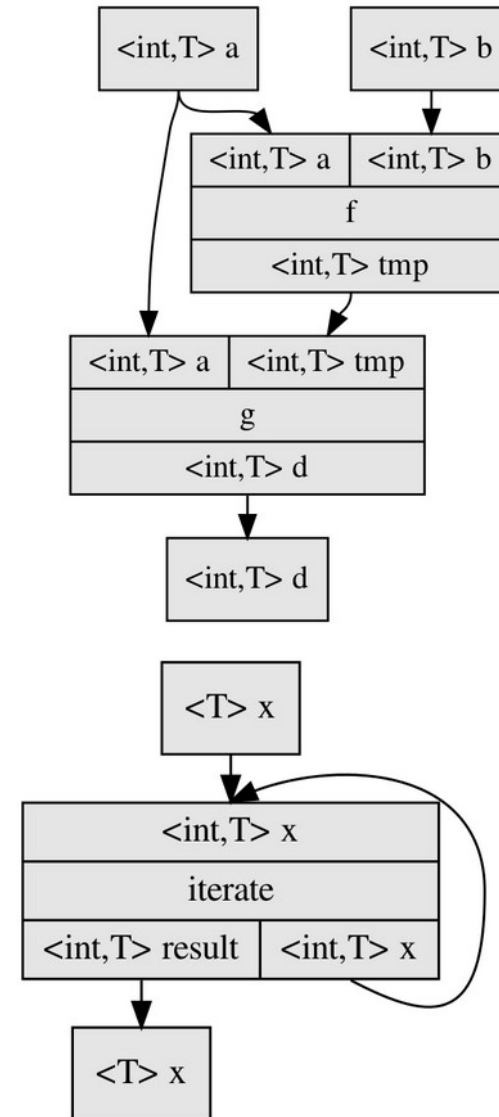 <int,T> a
<int,T> b
<int,T> a
<int,T> b
f
<int,T> tmp
<int,T> a
<int,T> tmp
g
<int,T> d
<int,T> d
<T> x
<int,T> x
iterate
<int,T> result
<int,T> x
<T> x